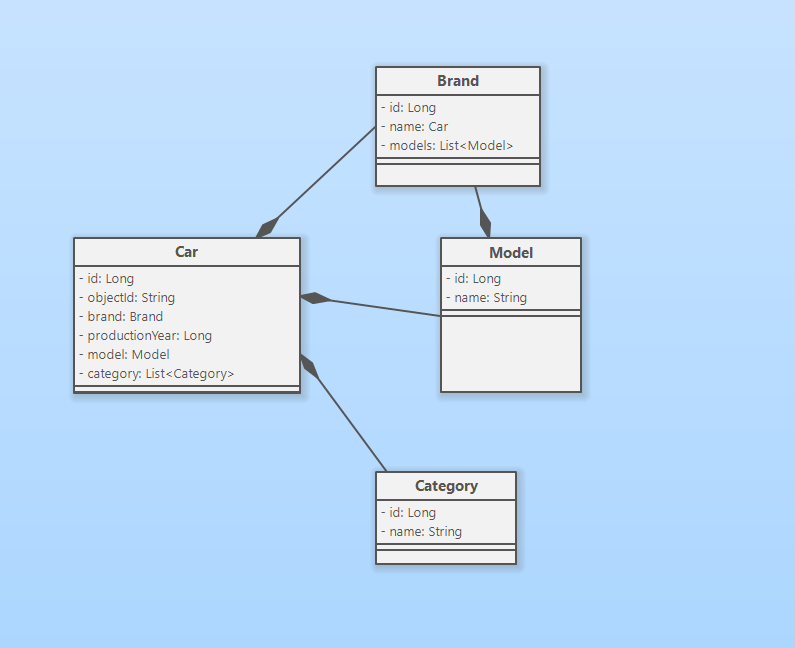 Brand
- id: Long
- name: Car
- models: List<Model>
Car
- id: Long
- objectId: String
- brand: Brand
- productionYear: Long
- model: Model
- category: List<Category>
Model
- id: Long
- name: String
Category
- id: Long
- name: String